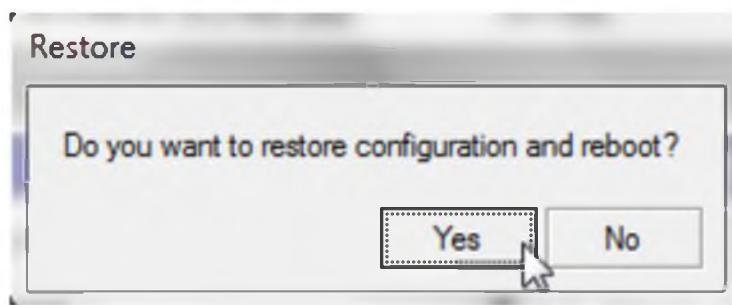 Restore
Do you want to restore configuration and reboot?
Yes
No